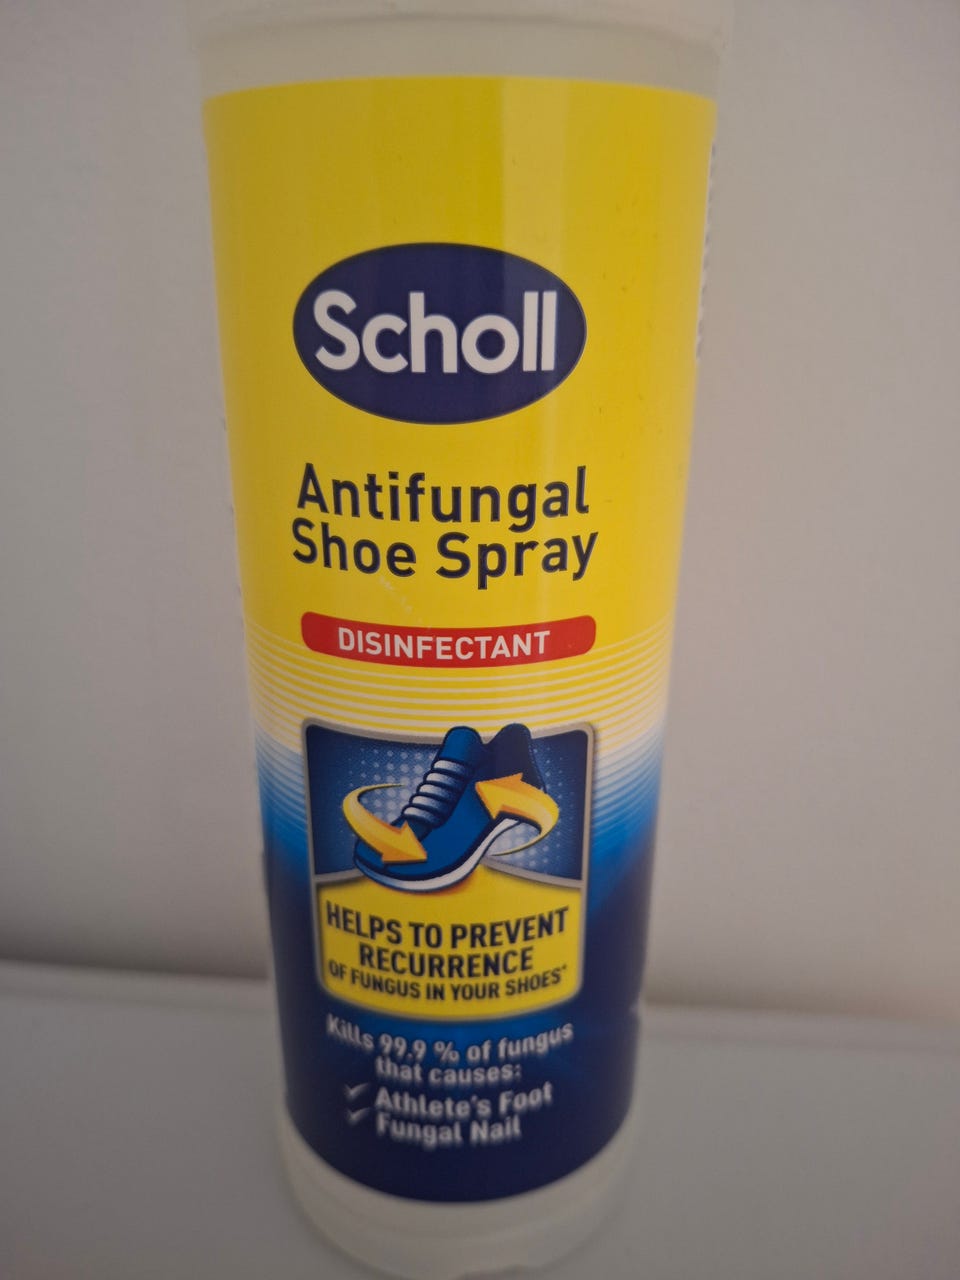 Scholl
Antifungal
Shoe Spray
DISINFECTANT
HELPS TO PREVENT
RECURRENCE
OF FUNGUS IN YOUR SHOES*
Kills 99.9 % of fungus
that causes:
✓ Athlete's Foot
✓ Fungal Nail